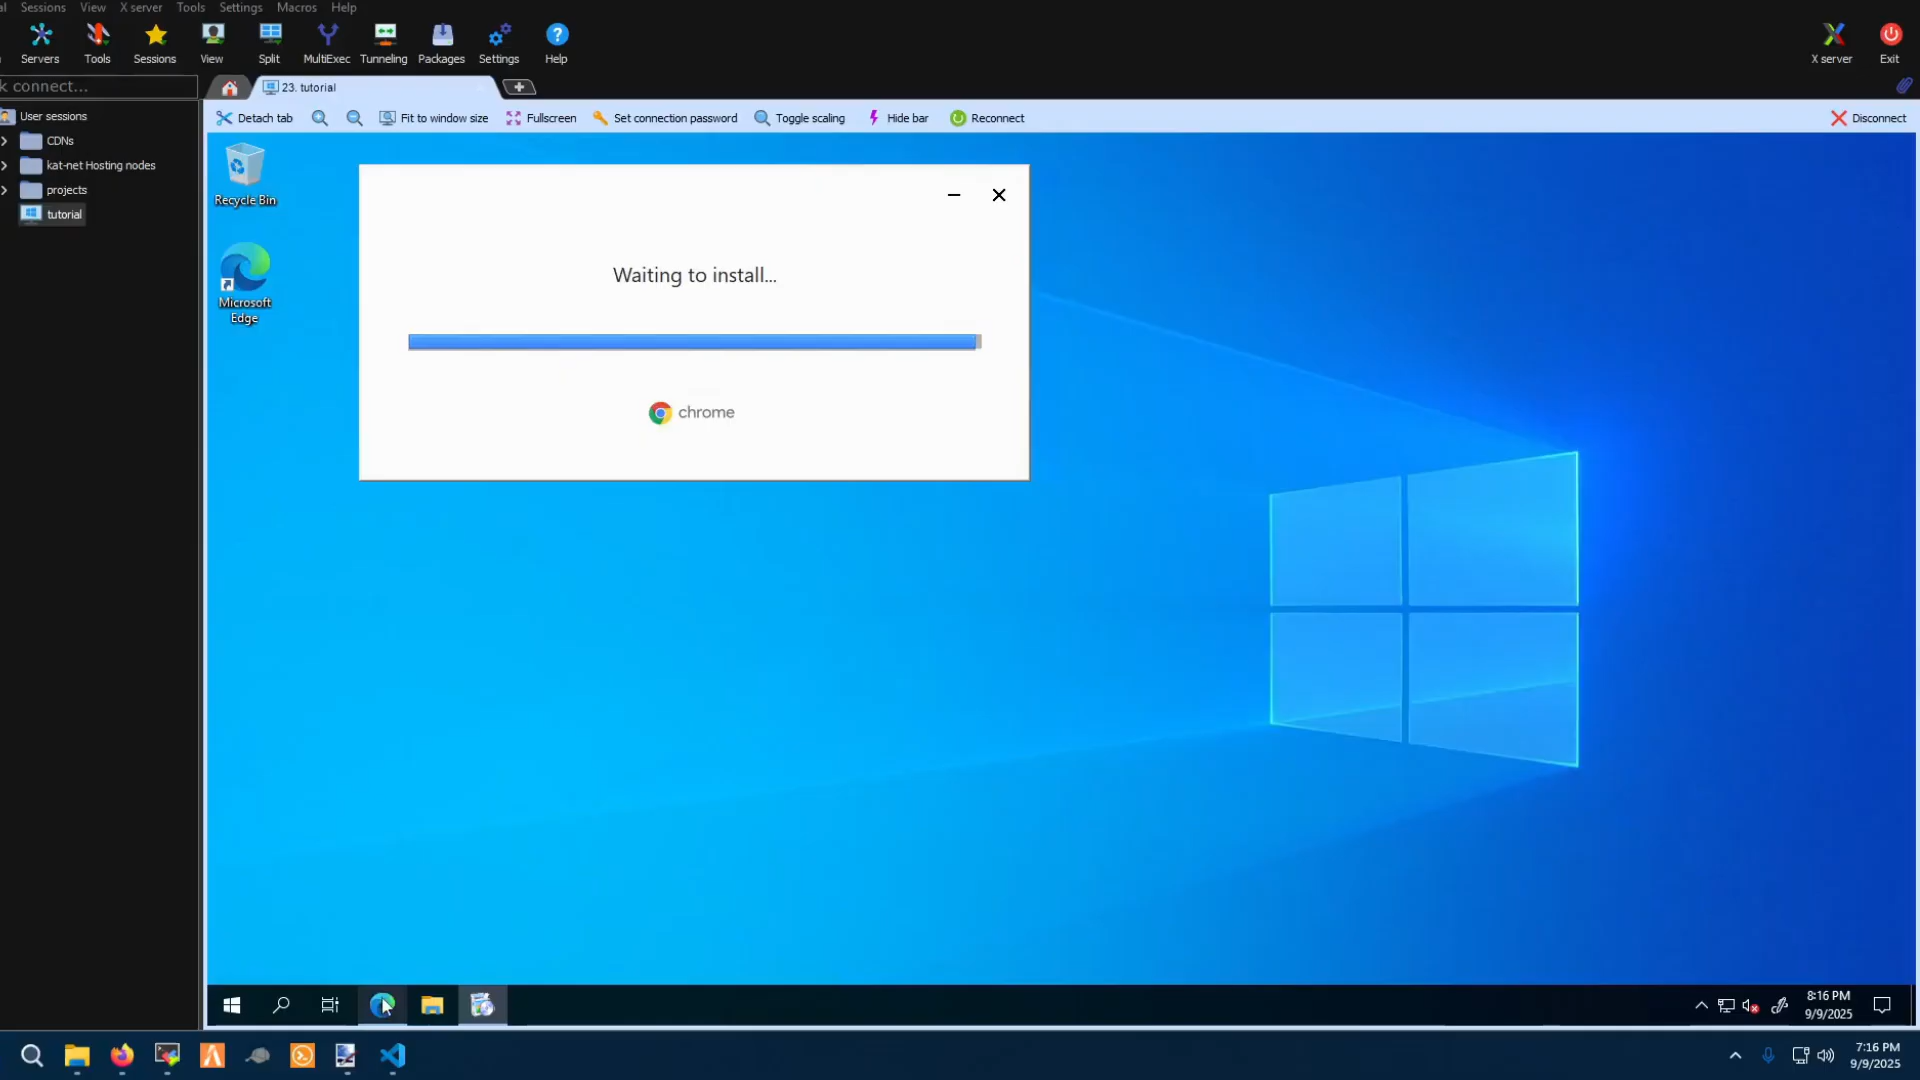 al Sessions View X server Tools Settings Macros Help
Servers Tools Sessions View Split MultiExec Tunneling Packages Settings Help X server Exit
k connect...
23. tutorial
Detach tab Fit to window size Fullscreen Set connection password Toggle scaling Hide bar Reconnect Disconnect
User sessions
CDNs
kat-net Hosting nodes
projects
tutorial
Recycle Bin
Microsoft
Edge
Waiting to install...
chrome
8:16 PM
9/9/2025
7:16 PM
9/9/2025